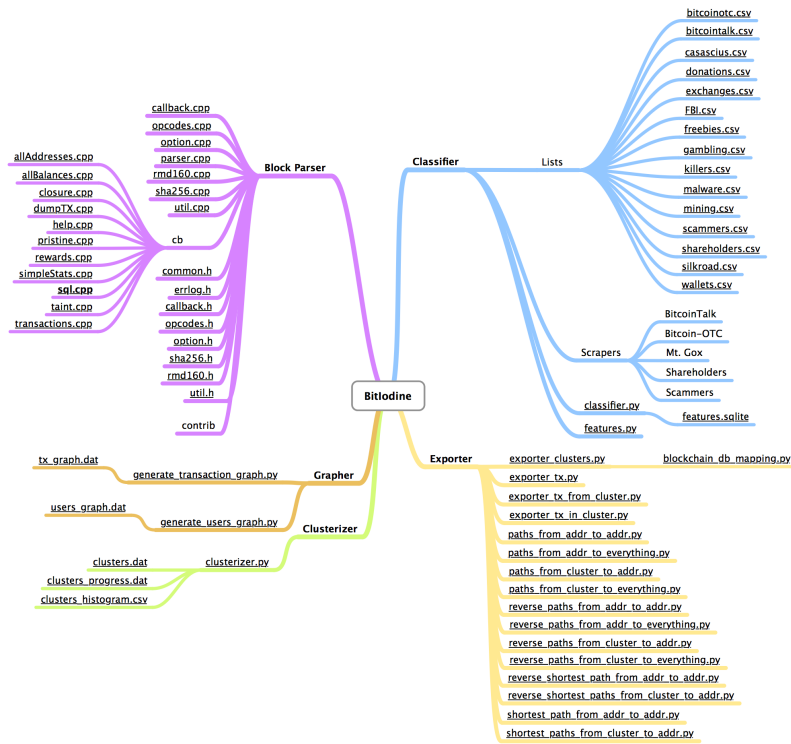 BitIodine
Block Parser
callback.cpp
opcodes.cpp
option.cpp
parser.cpp
rmd160.cpp
sha256.cpp
util.cpp
cb
allAddresses.cpp
allBalances.cpp
closure.cpp
dumpTX.cpp
help.cpp
pristine.cpp
rewards.cpp
simpleStats.cpp
sql.cpp
taint.cpp
transactions.cpp
common.h
errlog.h
callback.h
opcodes.h
option.h
sha256.h
rmd160.h
util.h
contrib
Grapher
generate_transaction_graph.py
tx_graph.dat
generate_users_graph.py
users_graph.dat
Clusterizer
clusterizer.py
clusters.dat
clusters_progress.dat
clusters_histogram.csv
Classifier
Lists
bitcoinotc.csv
bitcointalk.csv
casascius.csv
donations.csv
exchanges.csv
FBI.csv
freebies.csv
gambling.csv
killers.csv
malware.csv
mining.csv
scammers.csv
shareholders.csv
silkroad.csv
wallets.csv
Scrapers
BitcoinTalk
Bitcoin-OTC
Mt. Gox
Shareholders
Scammers
classifier.py
features.sqlite
features.py
Exporter
exporter_clusters.py
blockchain_db_mapping.py
exporter_tx.py
exporter_tx_from_cluster.py
exporter_tx_in_cluster.py
paths_from_addr_to_addr.py
paths_from_addr_to_everything.py
paths_from_cluster_to_addr.py
paths_from_cluster_to_everything.py
reverse_paths_from_addr_to_addr.py
reverse_paths_from_addr_to_everything.py
reverse_paths_from_cluster_to_addr.py
reverse_paths_from_cluster_to_everything.py
reverse_shortest_path_from_addr_to_addr.py
reverse_shortest_paths_from_cluster_to_addr.py
shortest_path_from_addr_to_addr.py
shortest_paths_from_cluster_to_addr.py